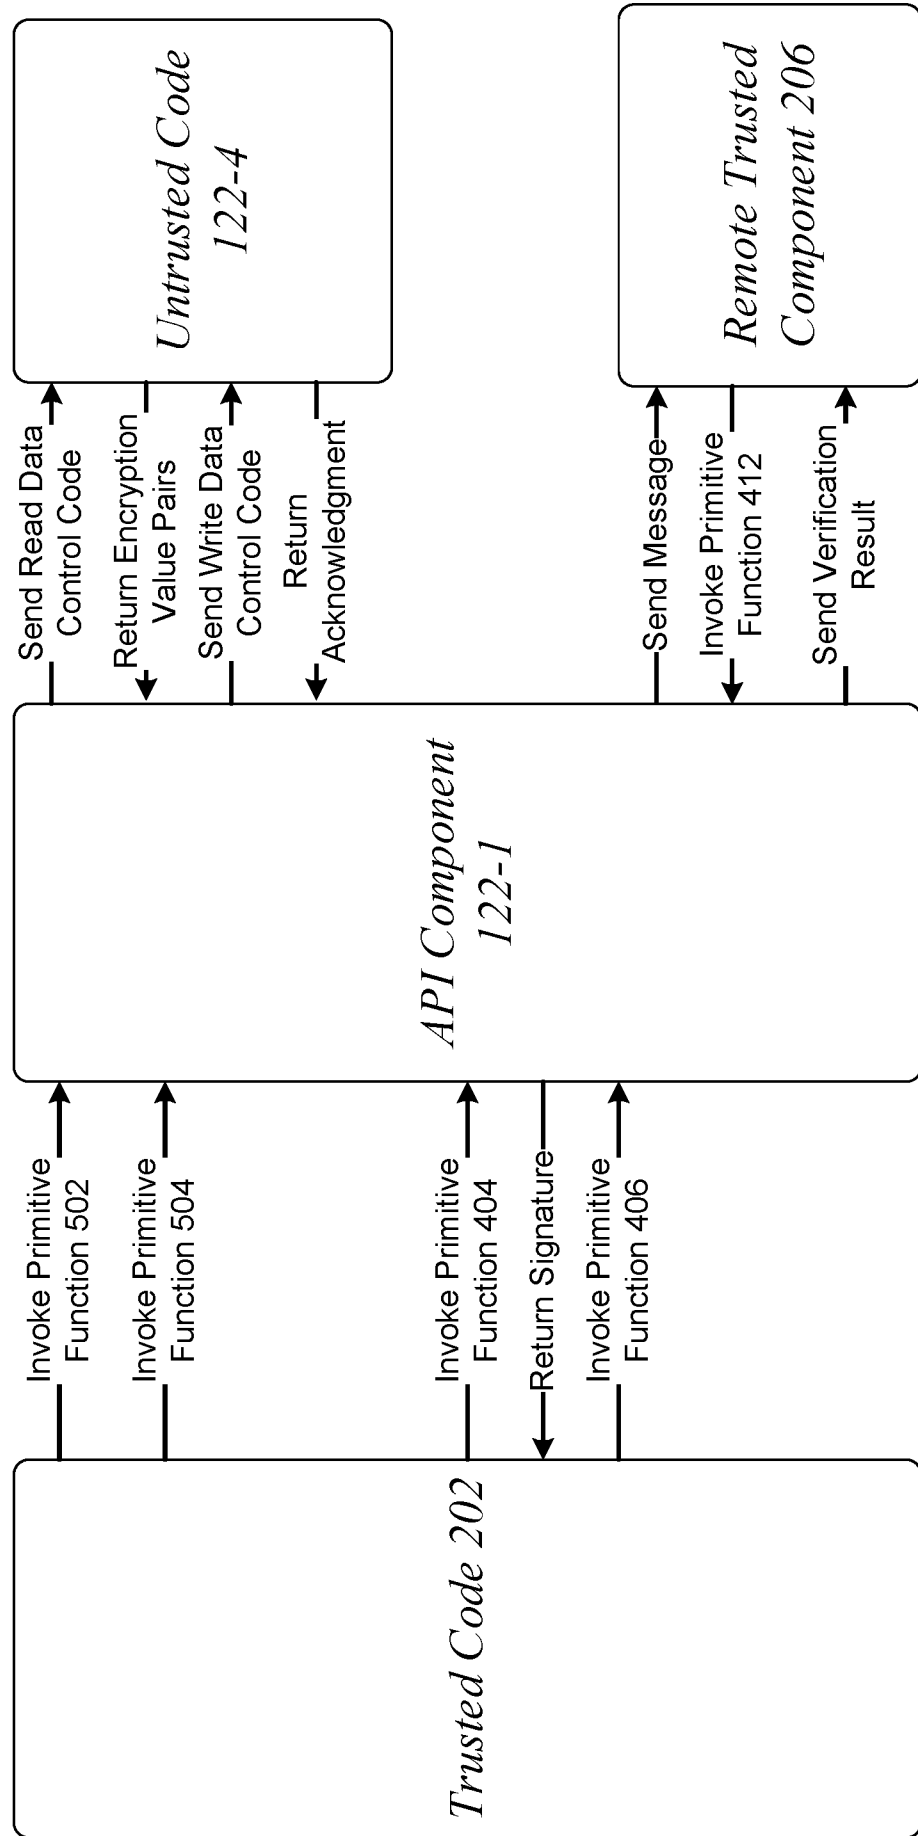 Trusted Code 202
Invoke Primitive
Function 502
Invoke Primitive
Function 504
Invoke Primitive
Function 404
Return Signature
Invoke Primitive
Function 406
API Component
122-1
Send Read Data
Control Code
Return Encryption
Value Pairs
Send Write Data
Control Code
Return
Acknowledgment
Send Message
Invoke Primitive
Function 412
Send Verification
Result
Untrusted Code
122-4
Remote Trusted
Component 206